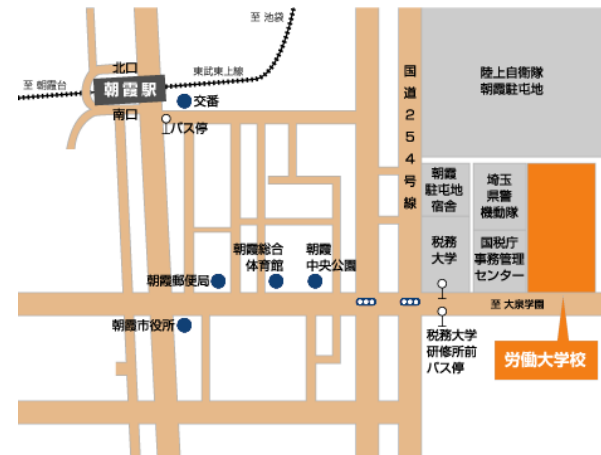 至 池袋
北口
東武東上線
至 朝霞台
朝霞駅
交番
南口
バス停
国道254号線
陸上自衛隊
朝霞駐屯地
朝霞
駐屯地
宿舎
埼玉
県警
機動隊
税務
大学
国税庁
事務管理
センター
朝霞総合
体育館
朝霞
中央公園
朝霞郵便局
至 大泉学園
朝霞市役所
税務大学
研修所前
バス停
労働大学校